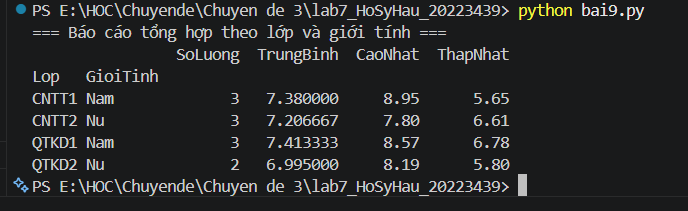 PS E:\HOC\Chuyende\Chuyen de 3\lab7_HoSyHau_20223439> python bai9.py
=== Báo cáo tổng hợp theo lớp và giới tính ===
                SoLuong  TrungBinh  CaoNhat  ThapNhat
Lop   GioiTinh
CNTT1 Nam             3   7.380000     8.95      5.65
CNTT2 Nu              3   7.206667     7.80      6.61
QTKD1 Nam             3   7.413333     8.57      6.78
QTKD2 Nu              2   6.995000     8.19      5.80
PS E:\HOC\Chuyende\Chuyen de 3\lab7_HoSyHau_20223439>